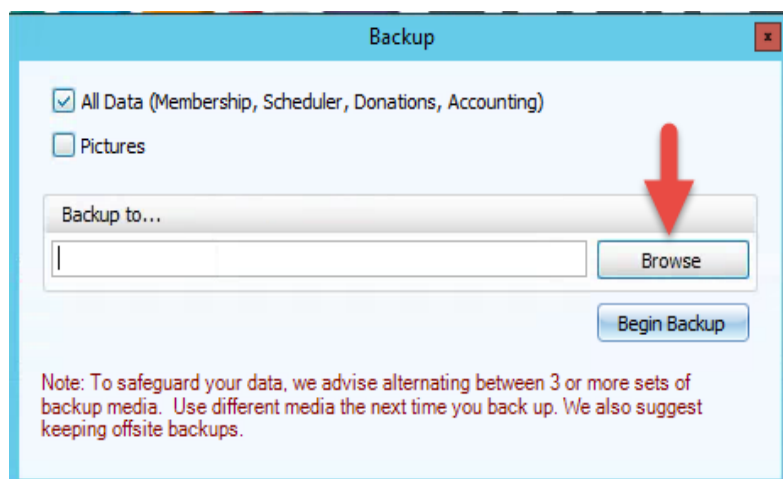 Backup
x
All Data (Membership, Scheduler, Donations, Accounting)
Pictures
Backup to...
Browse
Begin Backup
Note: To safeguard your data, we advise alternating between 3 or more sets of
backup media.  Use different media the next time you back up. We also suggest
keeping offsite backups.